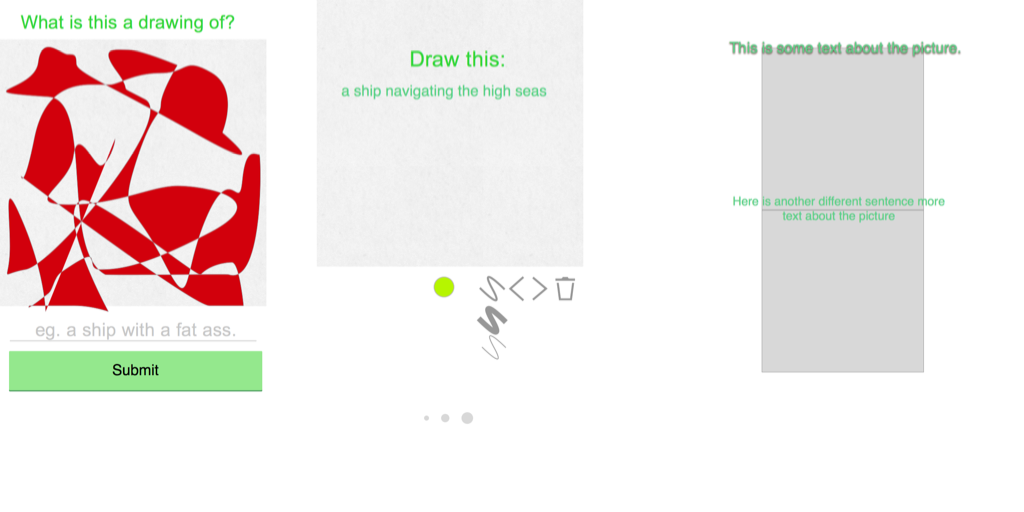 What is this a drawing of?
eg. a ship with a fat ass.
Submit
Draw this:
a ship navigating the high seas
This is some text about the picture.
Here is another different sentence more
text about the picture